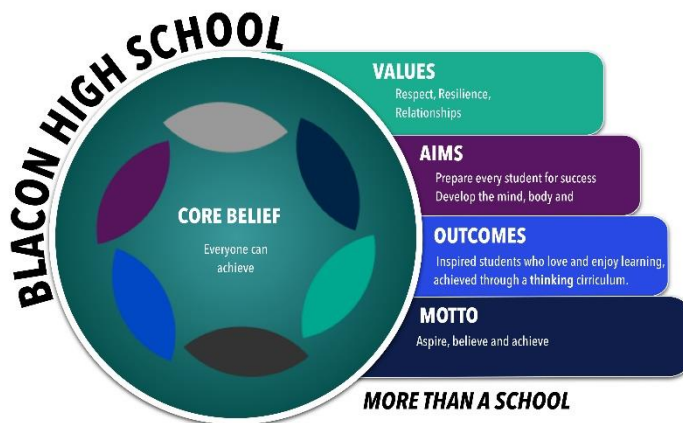 BLACON HIGH SCHOOL
CORE BELIEF
Everyone can
achieve
VALUES
Respect, Resilience,
Relationships
AIMS
Prepare every student for success
Develop the mind, body and
OUTCOMES
Inspired students who love and enjoy learning,
achieved through a thinking cirriculum.
MOTTO
Aspire, believe and achieve
MORE THAN A SCHOOL